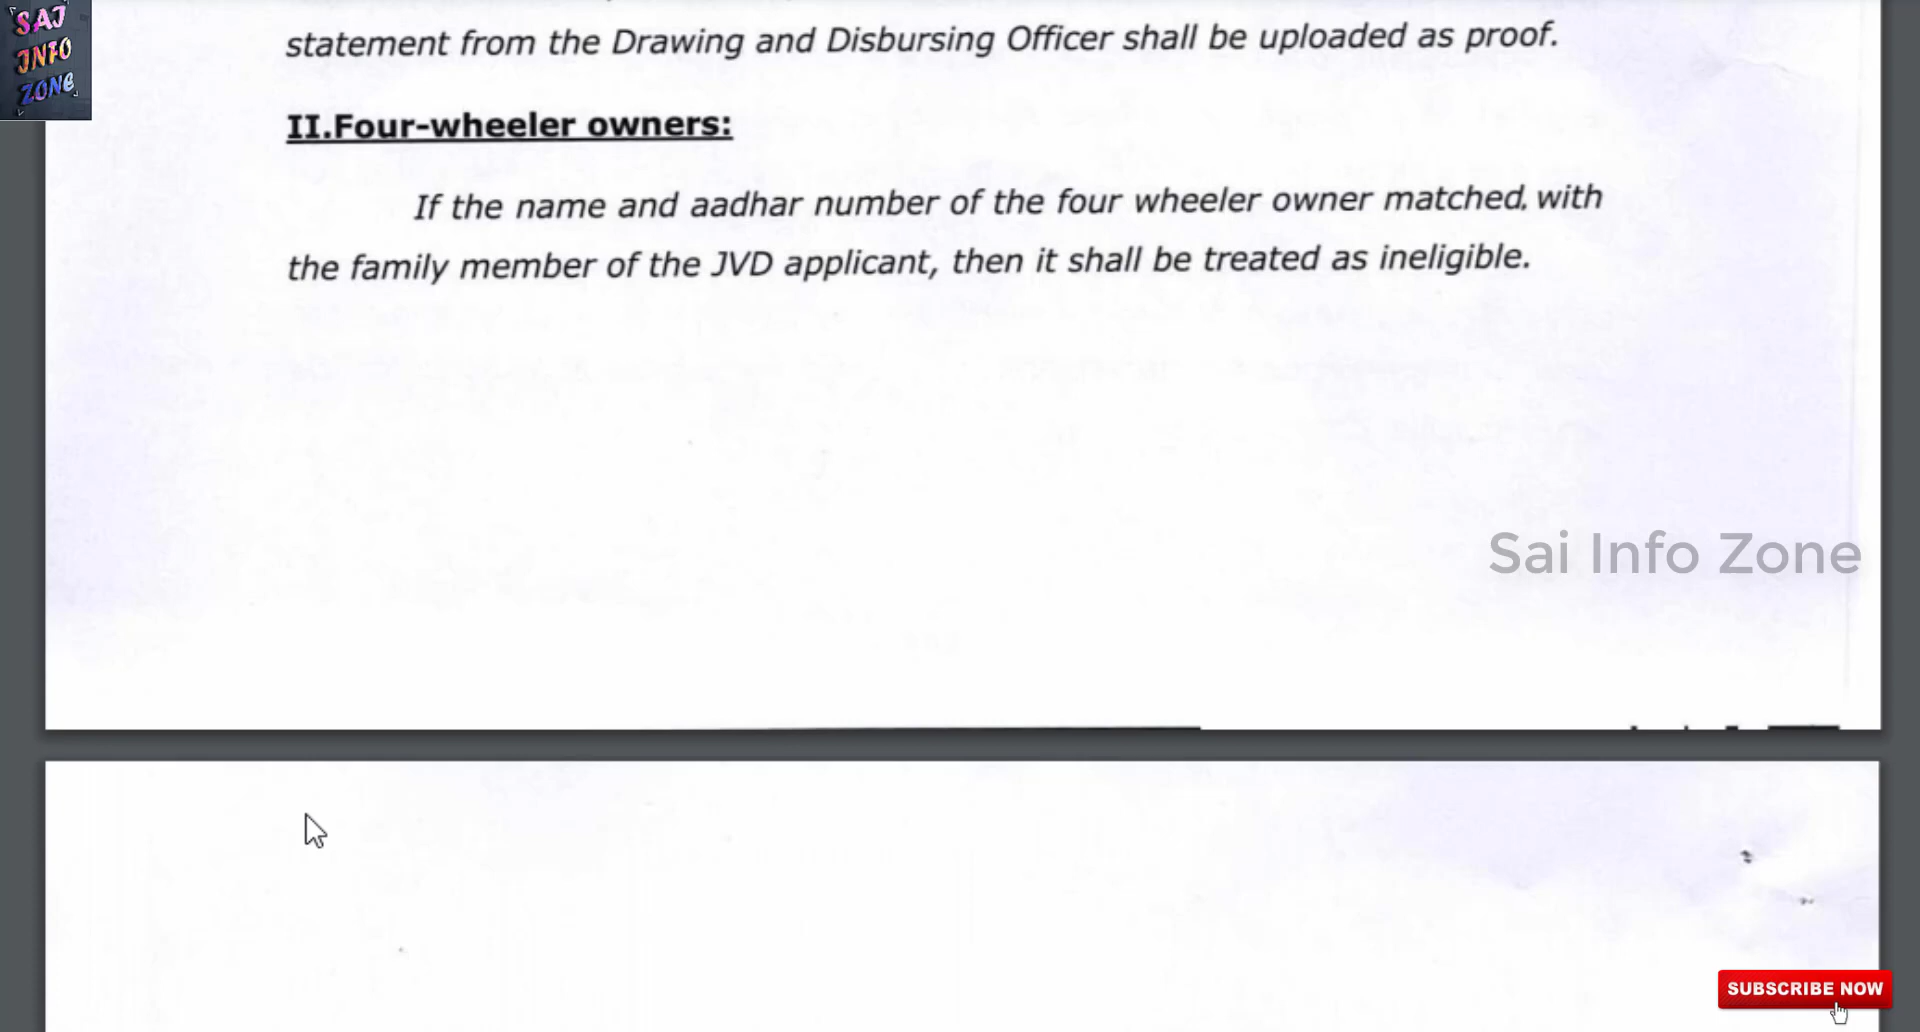 SAI
INFO
ZONE
statement from the Drawing and Disbursing Officer shall be uploaded as proof.
II.Four-wheeler owners:
If the name and aadhar number of the four wheeler owner matched, with
the family member of the JVD applicant, then it shall be treated as ineligible.
Sai Info Zone
SUBSCRIBE NOW